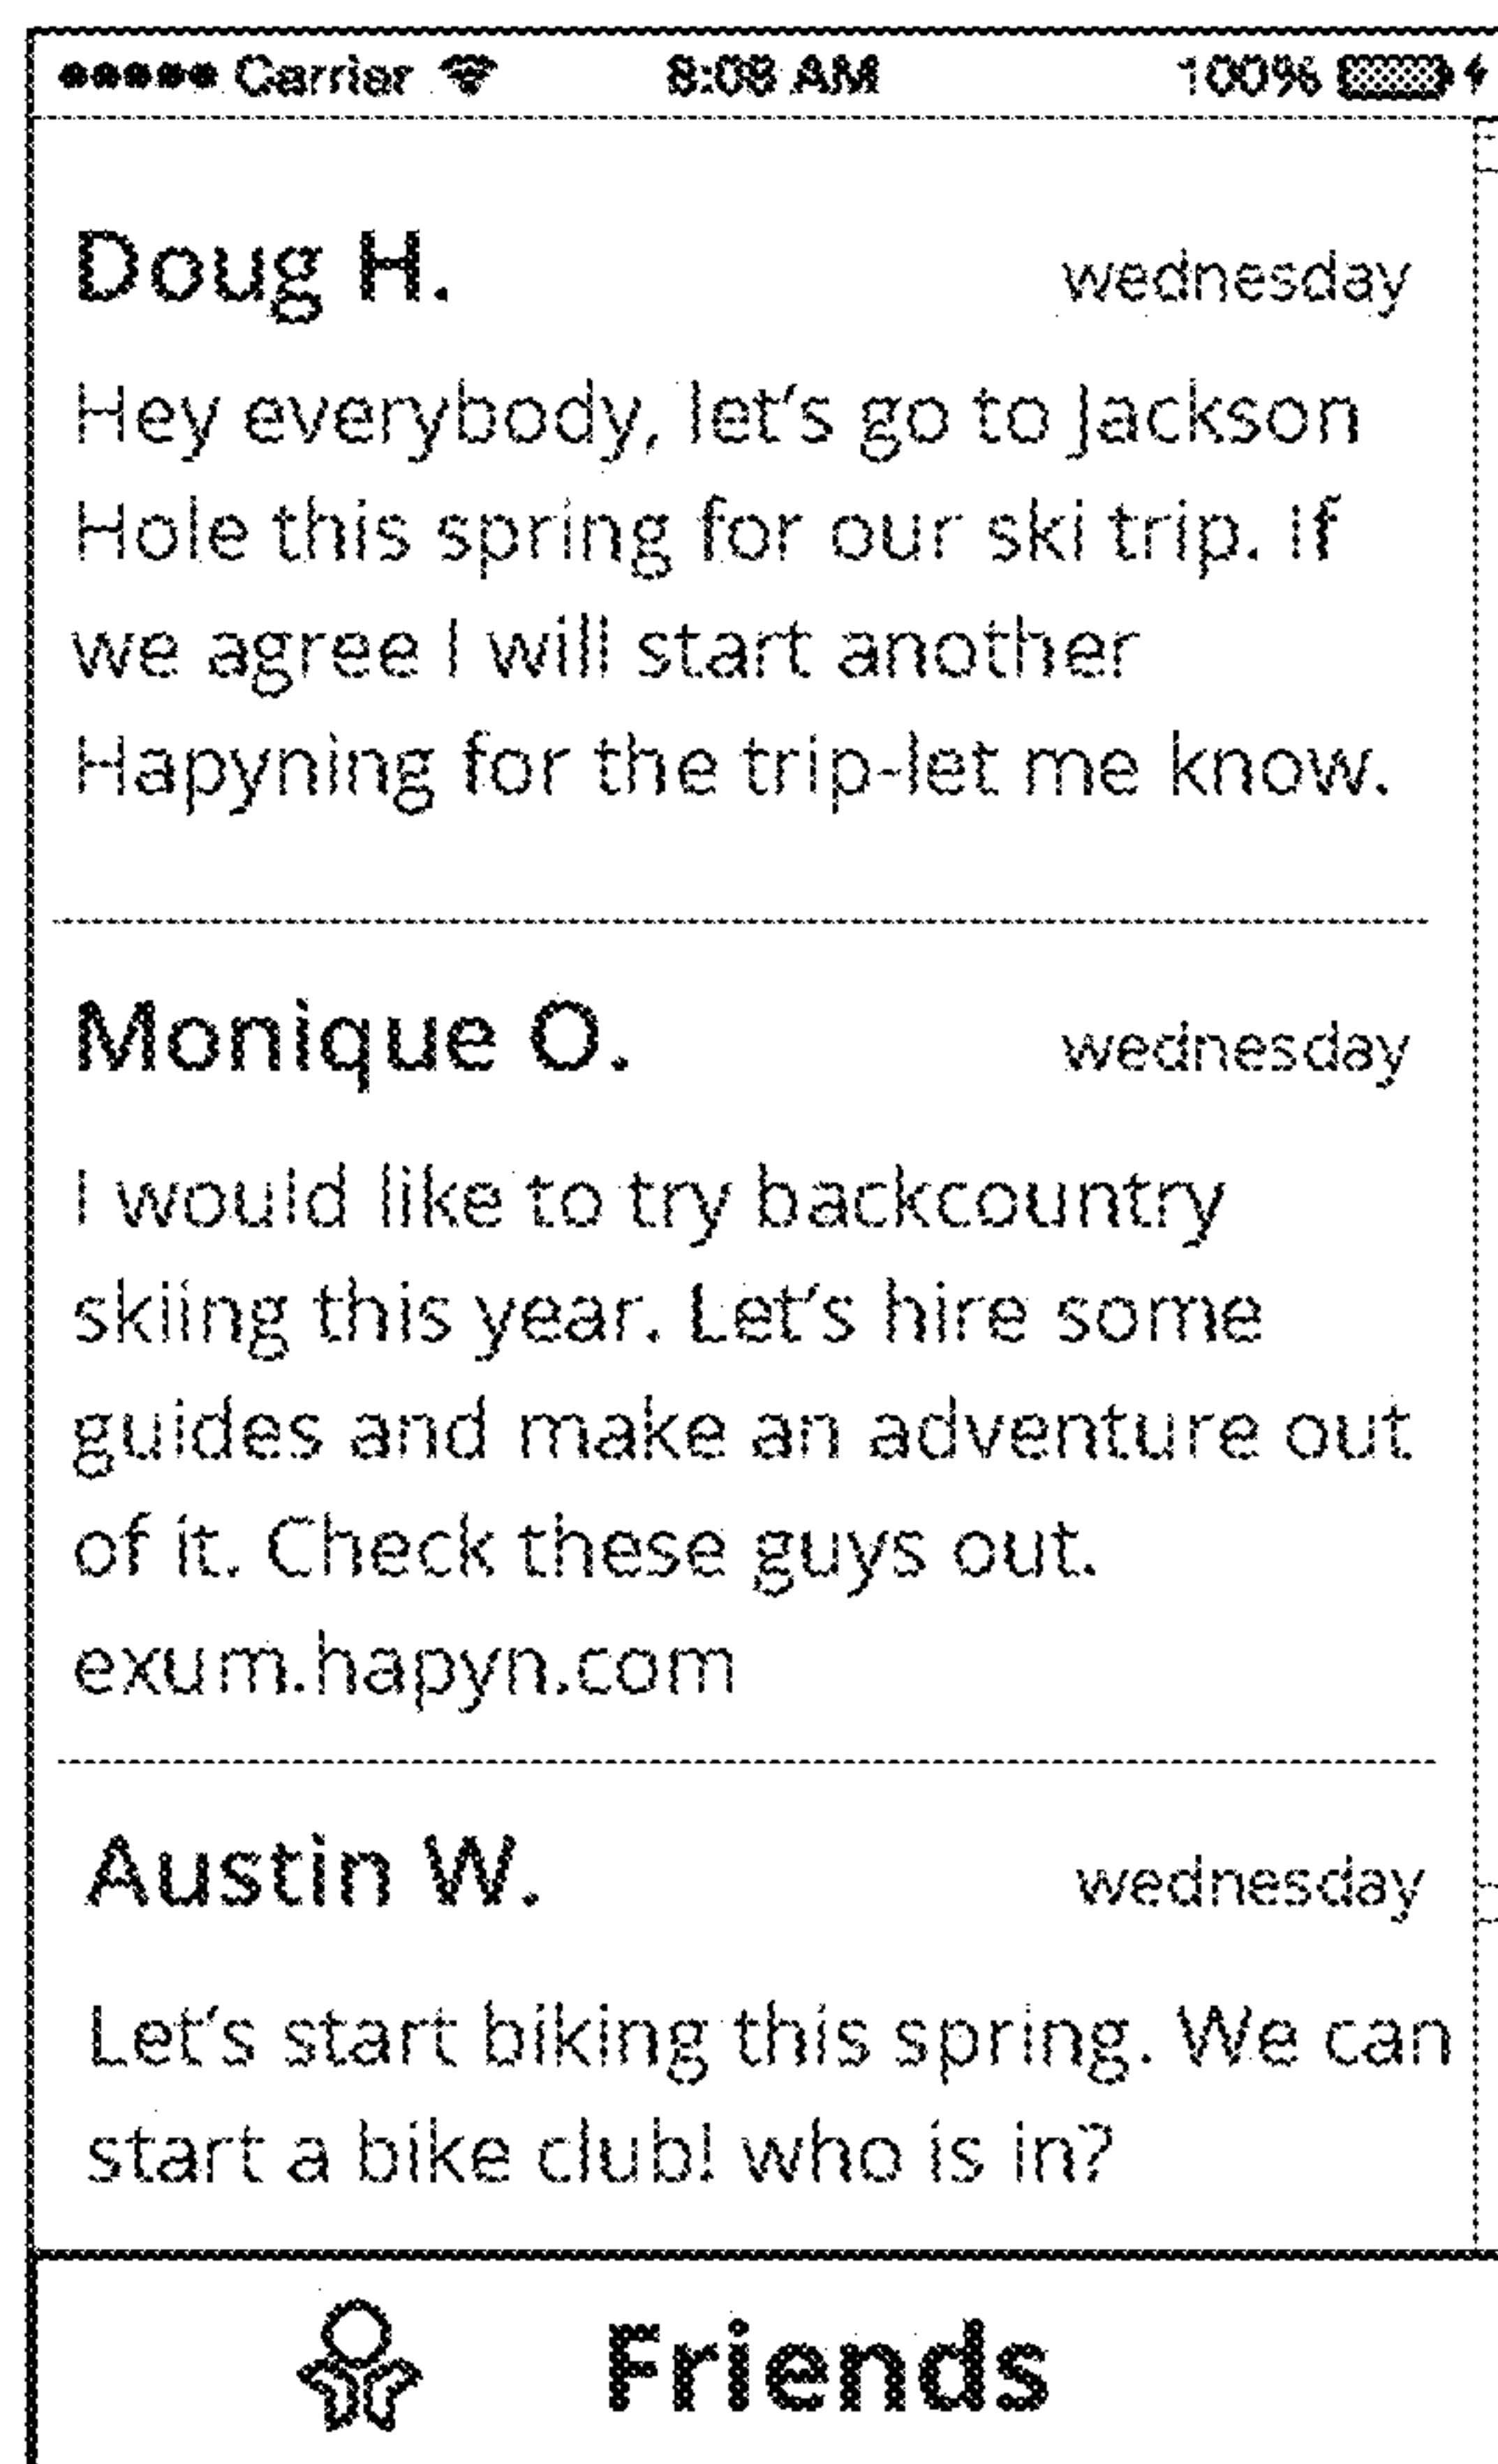 Carrier 8:08 AM 100%
Doug H. wednesday
Hey everybody, let's go to Jackson
Hole this spring for our ski trip. If
we agree I will start another
Hapyning for the trip-let me know.
Monique O. wednesday
I would like to try backcountry
skiing this year. Let's hire some
guides and make an adventure out
of it. Check these guys out.
exum.hapyn.com
Austin W. wednesday
Let's start biking this spring. We can
start a bike club! who is in?
Friends